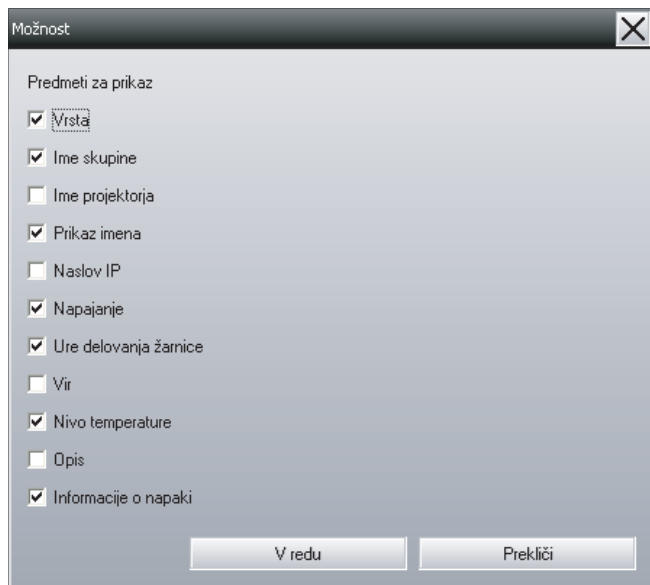 Možnost
Predmeti za prikaz
Vrsta
Ime skupine
Ime projektorja
Prikaz imena
Naslov IP
Napajanje
Ure delovanja žarnice
Vir
Nivo temperature
Opis
Informacije o napaki
V redu
Prekliči